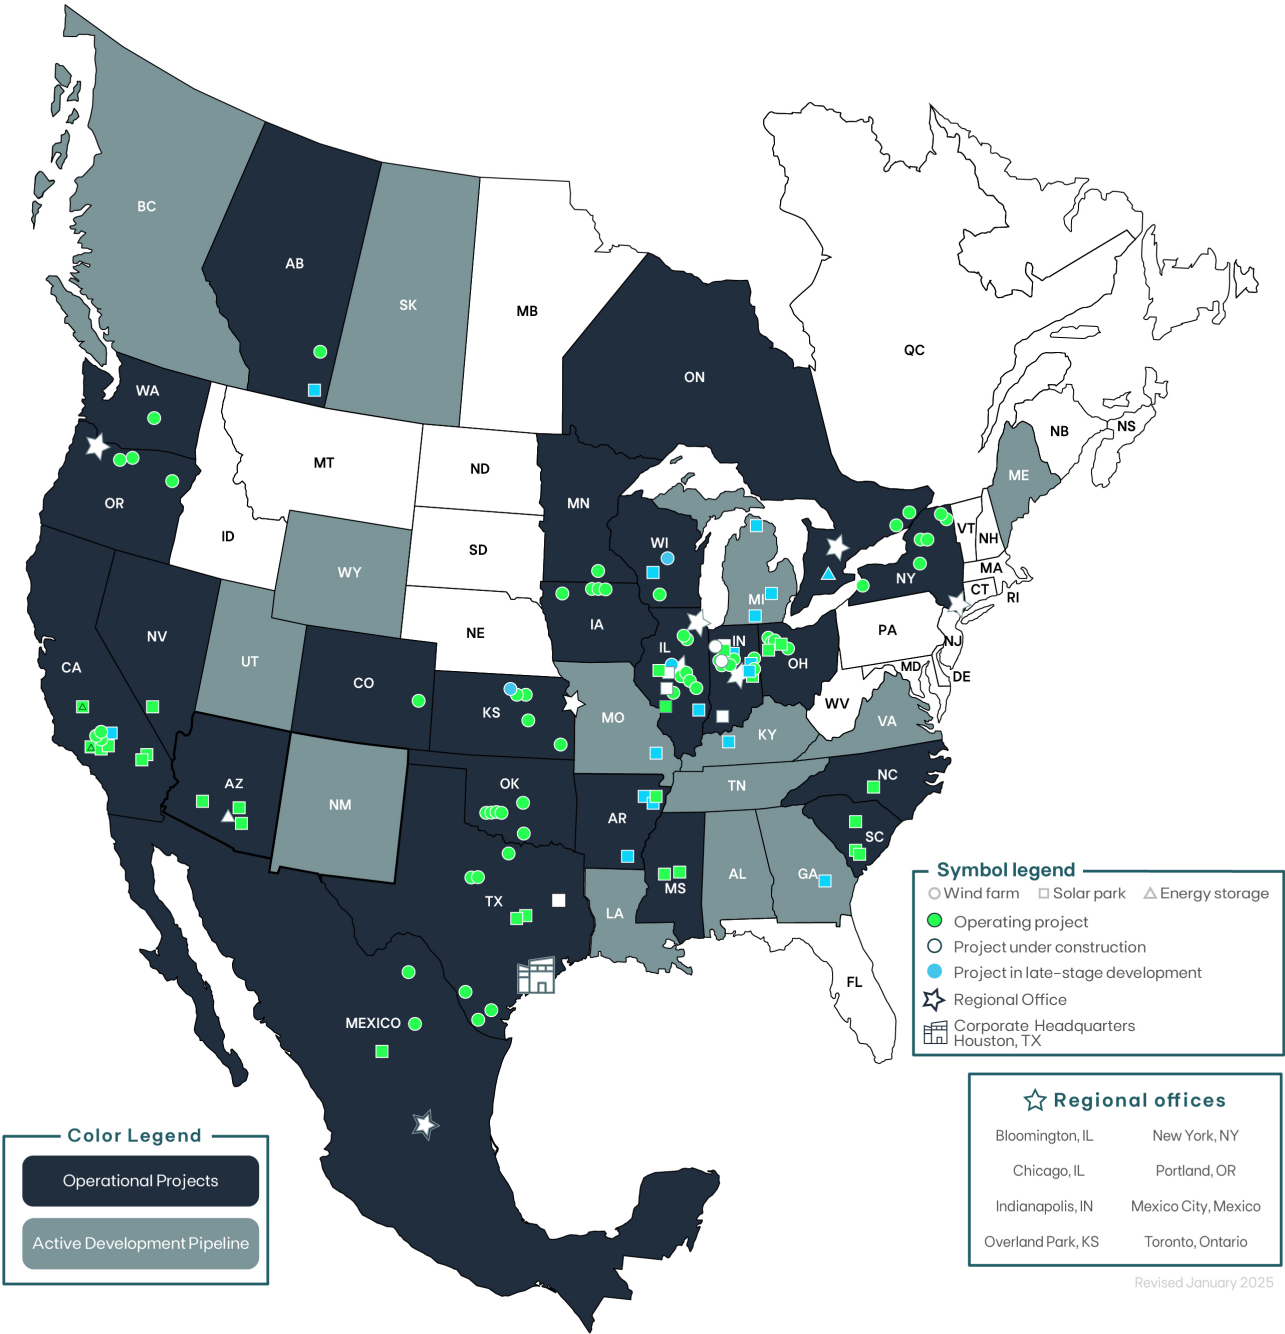 BC
AB
SK
MB
QC
ON
WA
OR
MT
ND
MN
SD
ID
WY
NE
IA
WI
MI
NB
NS
ME
VT
NH
MA
CT
RI
NY
PA
NJ
MD
DE
WV
VA
CA
NV
UT
CO
KS
MO
IL
IN
OH
KY
AZ
NM
OK
AR
TN
NC
SC
TX
LA
MS
AL
GA
FL
MEXICO
Symbol legend
Wind farm
Solar park
Energy storage
Operating project
Project under construction
Project in late-stage development
Regional Office
Corporate Headquarters
Houston, TX
Regional offices
Bloomington, IL
New York, NY
Chicago, IL
Portland, OR
Indianapolis, IN
Mexico City, Mexico
Overland Park, KS
Toronto, Ontario
Revised January 2025
Color Legend
Operational Projects
Active Development Pipeline